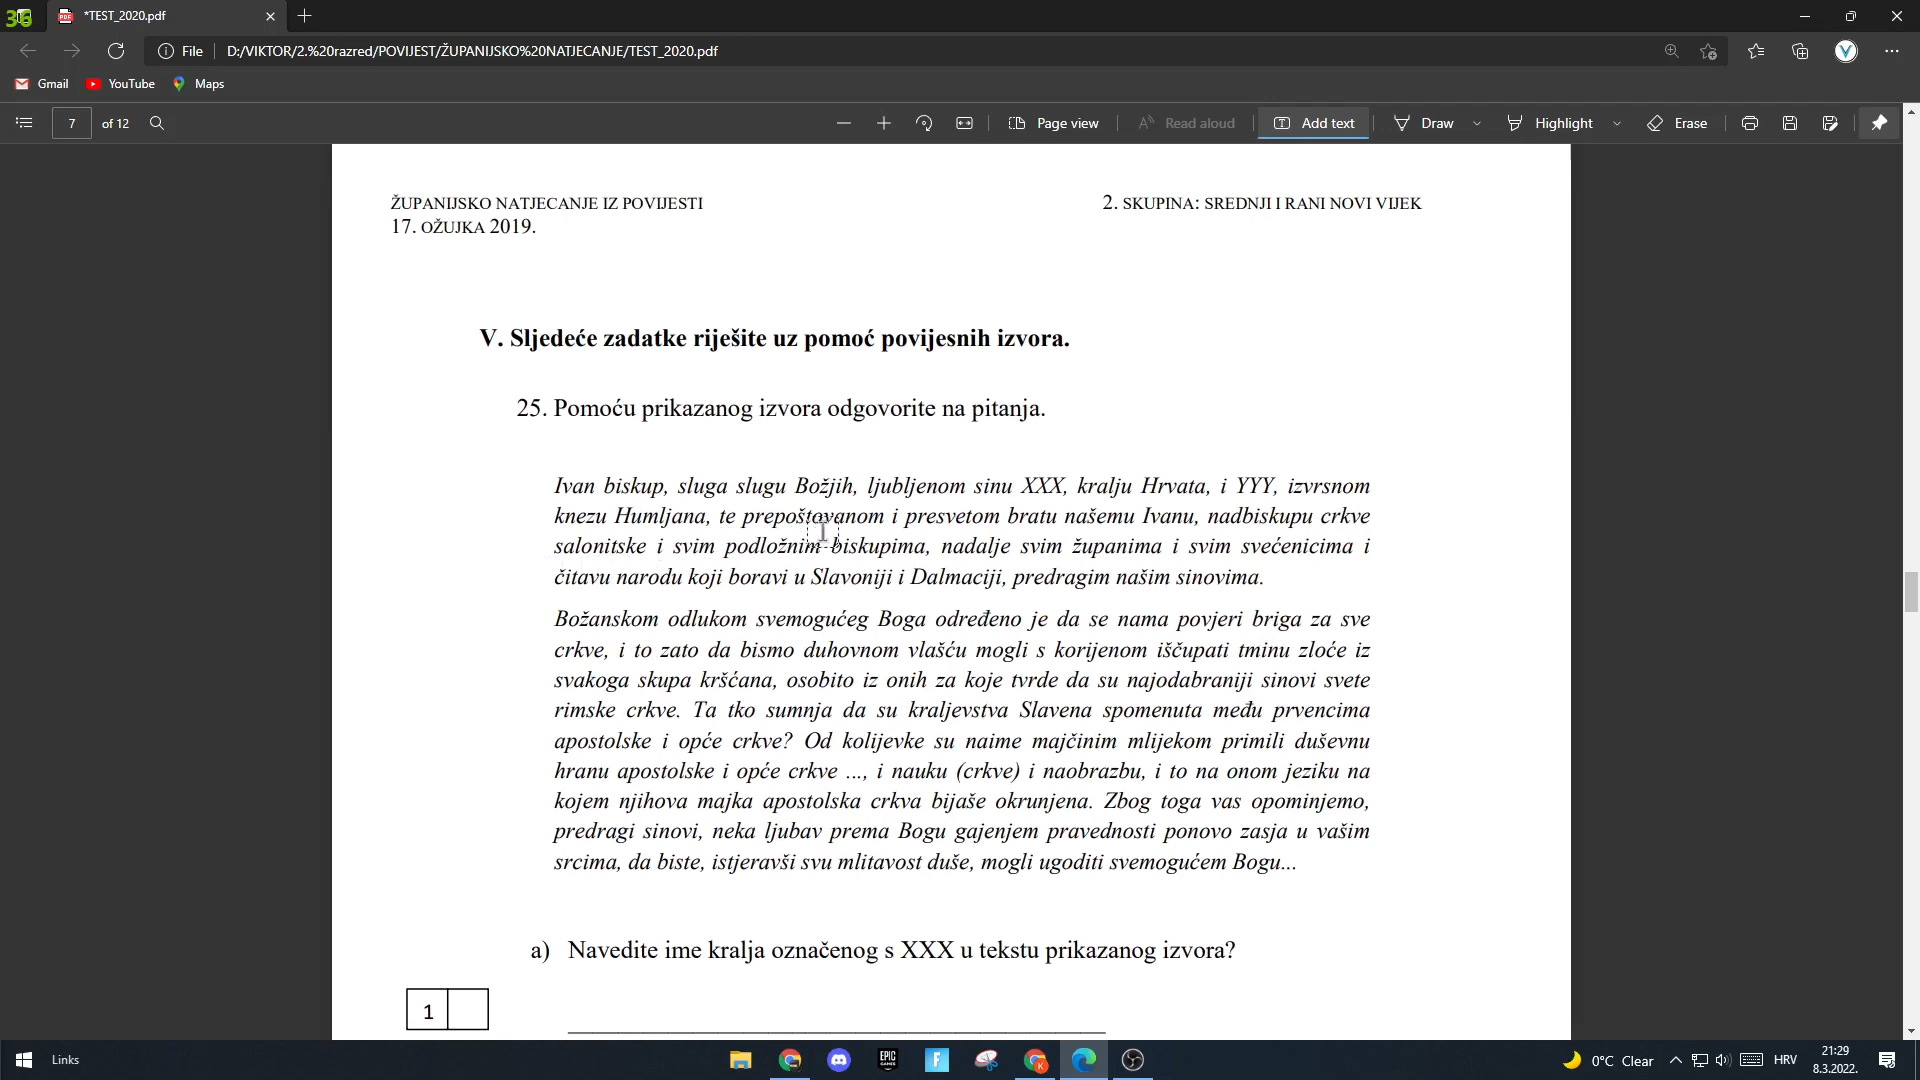 36
*TEST_2020.pdf
File
D:/VIKTOR/2.%20razred/POVIJEST/ŽUPANIJSKO%20NATJECANJE/TEST_2020.pdf
V
Gmail
YouTube
Maps
7
of 12
Page view
Read aloud
Add text
Draw
Highlight
Erase
ŽUPANIJSKO NATJECANJE IZ POVIJESTI
2. SKUPINA: SREDNJI I RANI NOVI VIJEK
17. OŽUJKA 2019.
V. Sljedeće zadatke riješite uz pomoć povijesnih izvora.
25. Pomoću prikazanog izvora odgovorite na pitanja.
Ivan biskup, sluga slugu Božjih, ljubljenom sinu XXX, kralju Hrvata, i YYY, izvrsnom
knezu Humljana, te prepoštovanom i presvetom bratu našemu Ivanu, nadbiskupu crkve
salonitske i svim podložnim biskupima, nadalje svim županima i svim svećenicima i
čitavu narodu koji boravi u Slavoniji i Dalmaciji, predragim našim sinovima.
Božanskom odlukom svemogućeg Boga određeno je da se nama povjeri briga za sve
crkve, i to zato da bismo duhovnom vlašću mogli s korijenom iščupati tminu zloće iz
svakoga skupa kršćana, osobito iz onih za koje tvrde da su najodabraniji sinovi svete
rimske crkve. Ta tko sumnja da su kraljevstva Slavena spomenuta među prvencima
apostolske i opće crkve? Od kolijevke su naime majčinim mlijekom primili duševnu
hranu apostolske i opće crkve ..., i nauku (crkve) i naobrazbu, i to na onom jeziku na
kojem njihova majka apostolska crkva bijaše okrunjena. Zbog toga vas opominjemo,
predragi sinovi, neka ljubav prema Bogu gajenjem pravednosti ponovo zasja u vašim
srcima, da biste, istjeravši svu mlitavost duše, mogli ugoditi svemogućem Bogu...
a) Navedite ime kralja označenog s XXX u tekstu prikazanog izvora?
1
Links
EPIC GAMES
0°C Clear
HRV
21:29
8.3.2022.